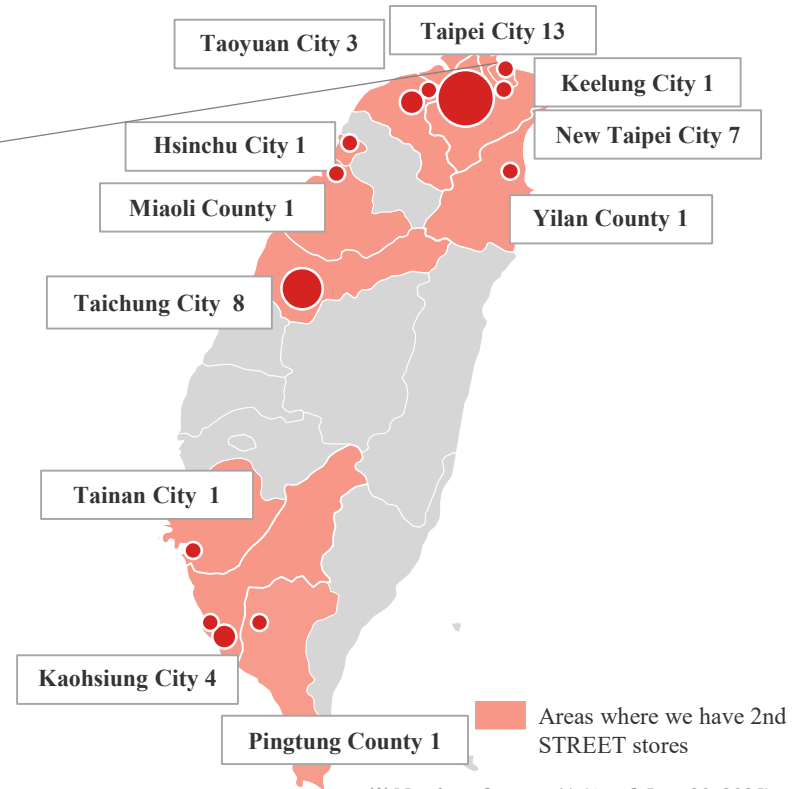 Taipei City 13
Taoyuan City 3
Keelung City 1
New Taipei City 7
Hsinchu City 1
Miaoli County 1
Yilan County 1
Taichung City 8
Tainan City 1
Kaohsiung City 4
Pingtung County 1
Areas where we have 2nd
STREET stores